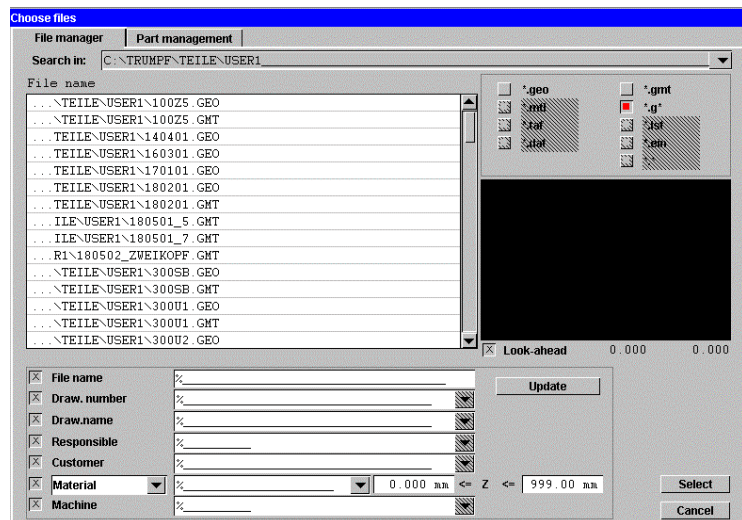 Choose files
File manager Part management
Search in: C:\TRUMPF\TEILE\USER1
File name
...\TEILE\USER1\100Z5.GEO
...\TEILE\USER1\100Z5.GMT
...TEILE\USER1\140401.GEO
...TEILE\USER1\160301.GEO
...TEILE\USER1\170101.GEO
...TEILE\USER1\180201.GEO
...TEILE\USER1\180201.GMT
...ILE\USER1\180501_5.GMT
...ILE\USER1\180501_7.GMT
...R1\180502_ZWEIKOPF.GMT
...\TEILE\USER1\300SB.GEO
...\TEILE\USER1\300SB.GMT
...\TEILE\USER1\300U1.GEO
...\TEILE\USER1\300U1.GMT
...\TEILE\USER1\300U2.GEO
*.geo *.gmt
*.mtl *.g*
*.taf *.lst
*.daf *.ein
*.*
X Look-ahead 0.000 0.000
X File name %
Update
X Draw. number %
X Draw.name %
X Responsible %
X Customer %
X Material % 0.000 mm <= Z <= 999.00 mm
Select
X Machine %
Cancel